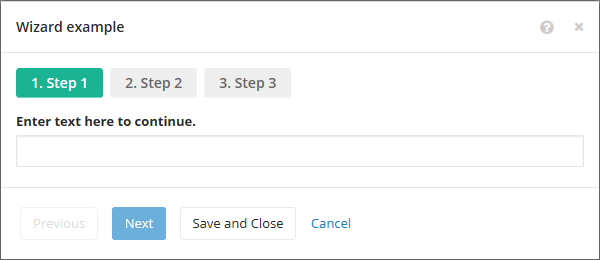 Wizard example
1. Step 1 2. Step 2 3. Step 3
Enter text here to continue.
Previous Next Save and Close Cancel